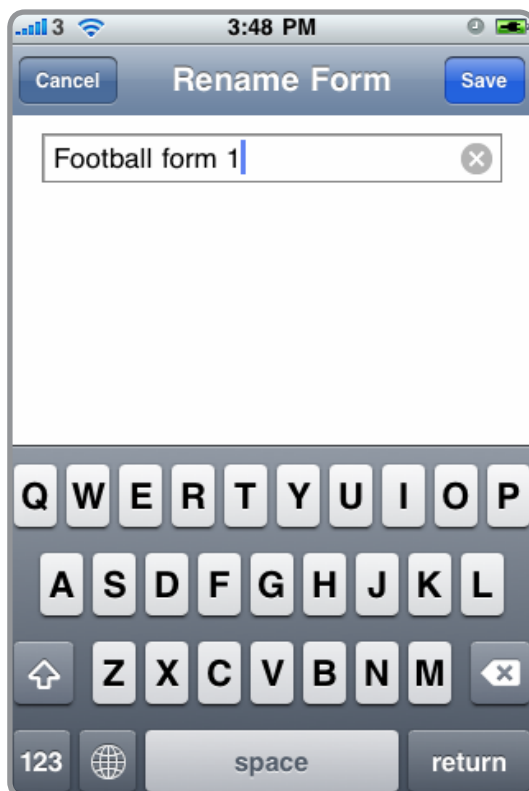 3 3:48 PM
Cancel Rename Form Save
Football form 1
Q W E R T Y U I O P
A S D F G H J K L
Z X C V B N M
123 space return